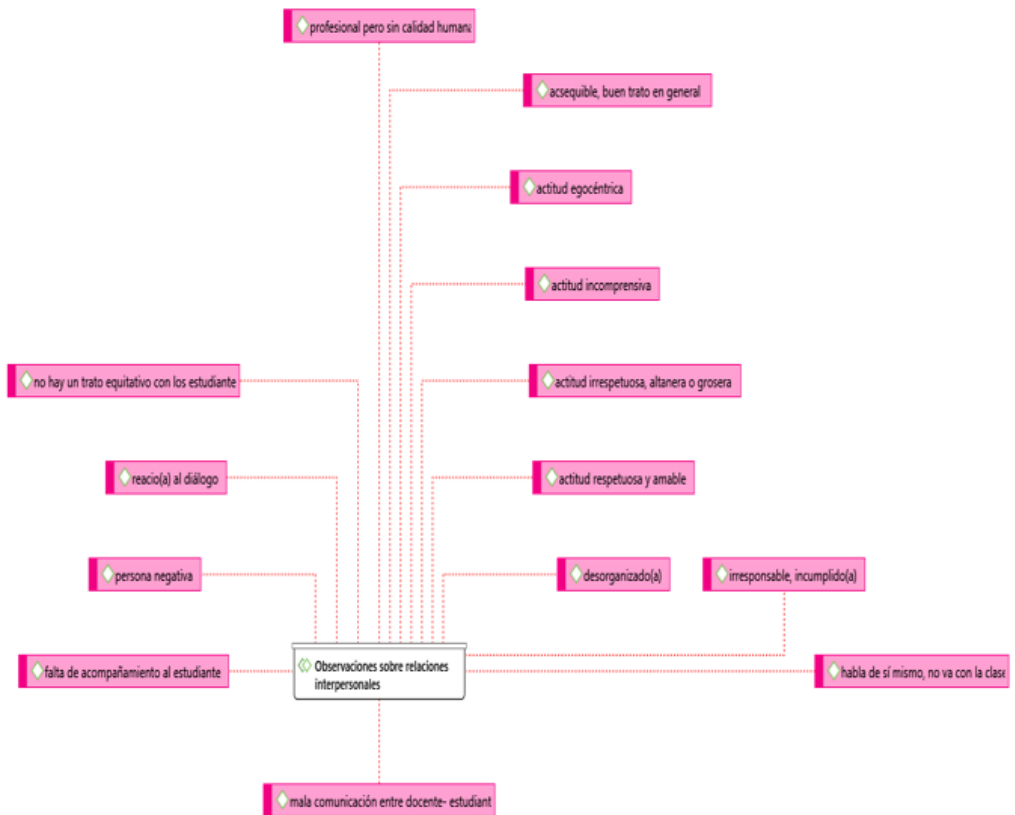 profesional pero sin calidad humana
acsequible, buen trato en general
actitud egocéntrica
actitud incomprensiva
no hay un trato equitativo con los estudiante
actitud irrespetuosa, altanera o grosera
reacio(a) al diálogo
actitud respetuosa y amable
persona negativa
desorganizado(a)
irresponsable, incumplido(a)
Observaciones sobre relaciones
interpersonales
falta de acompañamiento al estudiante
habla de sí mismo, no va con la clase
mala comunicación entre docente- estudiant